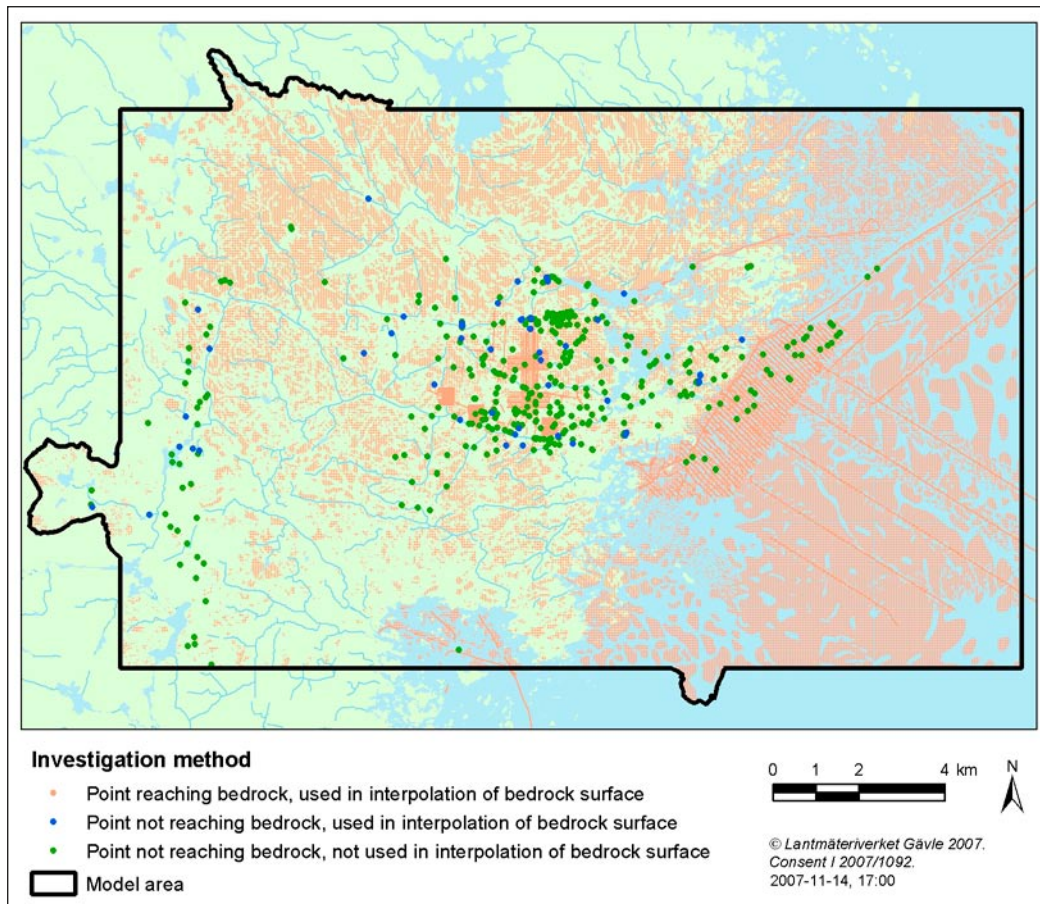 Investigation method
Point reaching bedrock, used in interpolation of bedrock surface
Point not reaching bedrock, used in interpolation of bedrock surface
Point not reaching bedrock, not used in interpolation of bedrock surface
Model area
0 1 2 4 km
N
© Lantmäteriverket Gävle 2007.
Consent I 2007/1092.
2007-11-14, 17:00